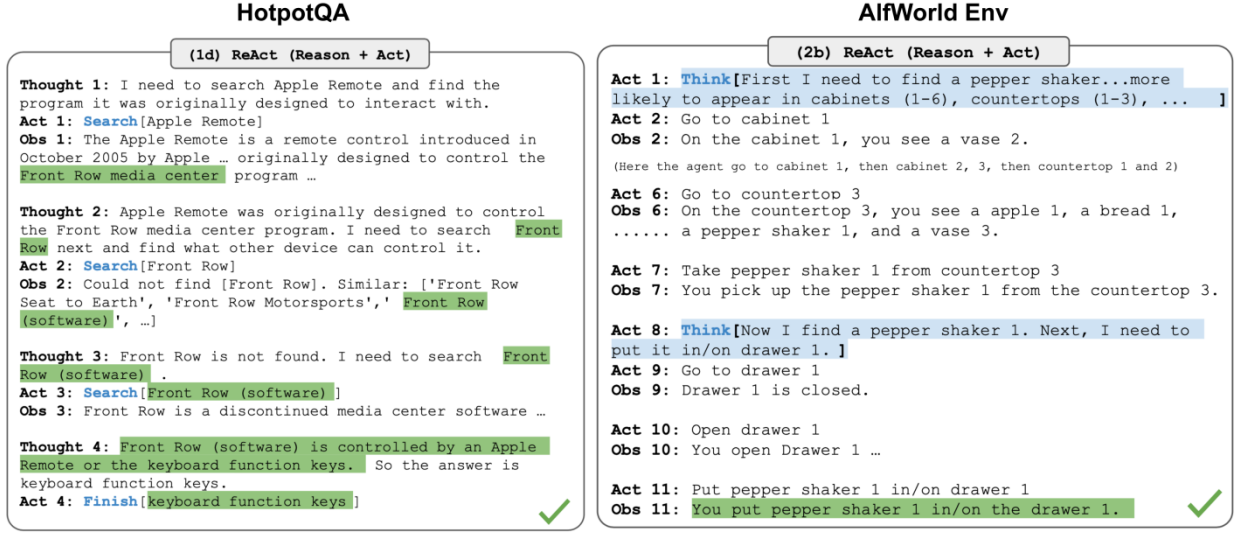 HotpotQA
(1d) ReAct (Reason + Act)
Thought 1: I need to search Apple Remote and find the
program it was originally designed to interact with.
Act 1: Search[Apple Remote]
Obs 1: The Apple Remote is a remote control introduced in
October 2005 by Apple … originally designed to control the
Front Row media center program …
Thought 2: Apple Remote was originally designed to control
the Front Row media center program. I need to search Front
Row next and find what other device can control it.
Act 2: Search[Front Row]
Obs 2: Could not find [Front Row]. Similar: ['Front Row
Seat to Earth', 'Front Row Motorsports',' Front Row
(software)', …]
Thought 3: Front Row is not found. I need to search Front
Row (software) .
Act 3: Search[Front Row (software) ]
Obs 3: Front Row is a discontinued media center software …
Thought 4: Front Row (software) is controlled by an Apple
Remote or the keyboard function keys. So the answer is
keyboard function keys.
Act 4: Finish[keyboard function keys ]
AlfWorld Env
(2b) ReAct (Reason + Act)
Act 1: Think[First I need to find a pepper shaker...more
likely to appear in cabinets (1-6), countertops (1-3), ... ]
Act 2: Go to cabinet 1
Obs 2: On the cabinet 1, you see a vase 2.
(Here the agent go to cabinet 1, then cabinet 2, 3, then countertop 1 and 2)
Act 6: Go to countertop 3
Obs 6: On the countertop 3, you see a apple 1, a bread 1,
...... a pepper shaker 1, and a vase 3.
Act 7: Take pepper shaker 1 from countertop 3
Obs 7: You pick up the pepper shaker 1 from the countertop 3.
Act 8: Think[Now I find a pepper shaker 1. Next, I need to
put it in/on drawer 1. ]
Act 9: Go to drawer 1
Obs 9: Drawer 1 is closed.
Act 10: Open drawer 1
Obs 10: You open Drawer 1 …
Act 11: Put pepper shaker 1 in/on drawer 1
Obs 11: You put pepper shaker 1 in/on the drawer 1.